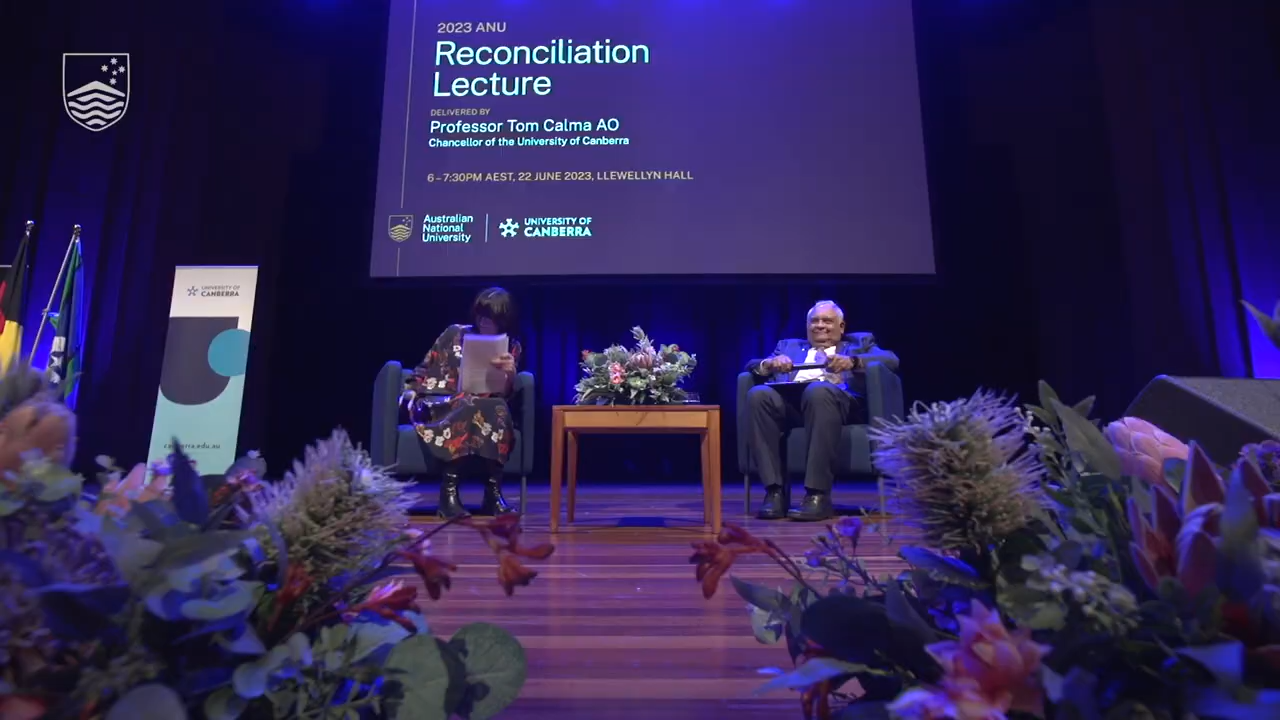 2023 ANU
Reconciliation
Lecture
DELIVERED BY
Professor Tom Calma AO
Chancellor of the University of Canberra
6 – 7:30PM AEST, 22 JUNE 2023, LLEWELLYN HALL
Australian
National
University
UNIVERSITY OF
CANBERRA
UNIVERSITY OF
CANBERRA
canberra.edu.au